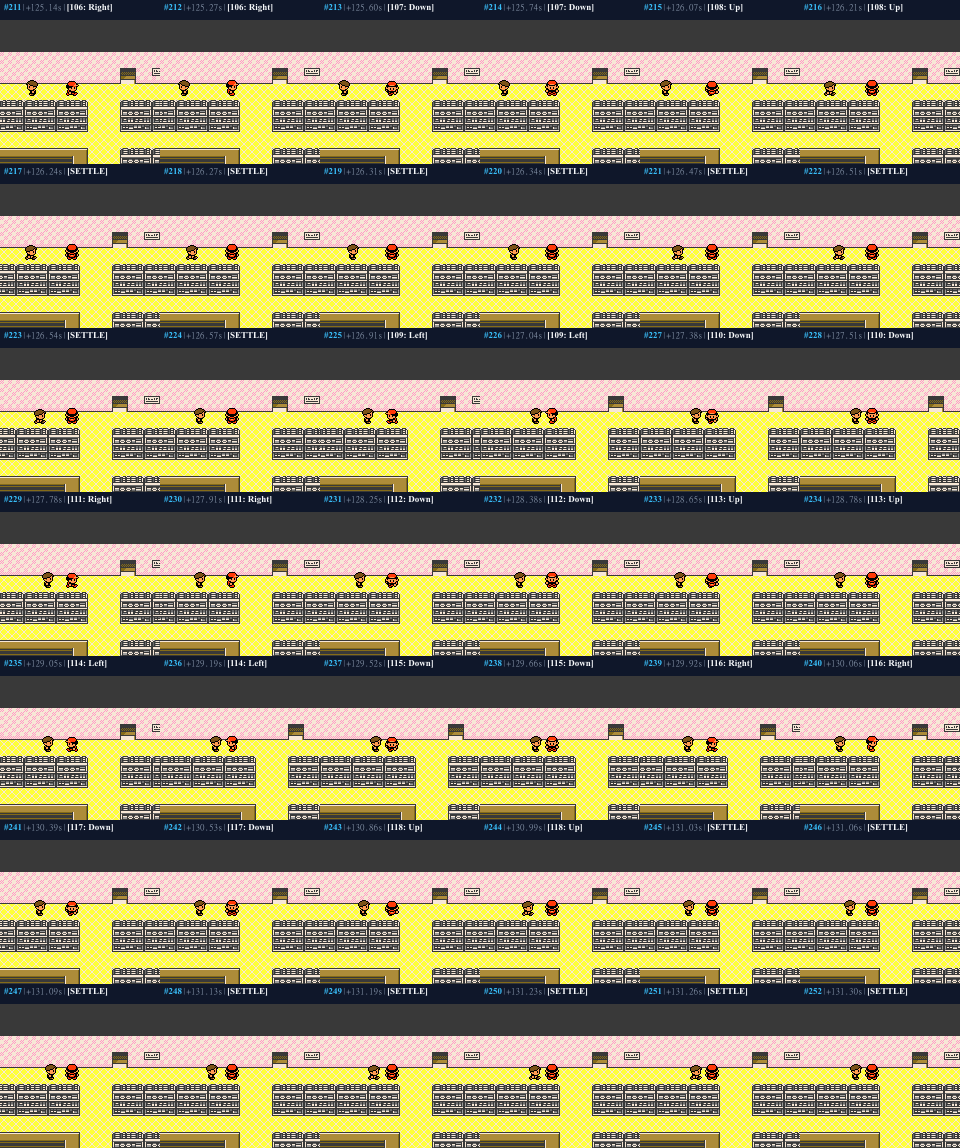 #211|+125.14s| [106: Right] #212|+125.27s| [106: Right] #213|+125.60s| [107: Down] #214|+125.74s| [107: Down] #215|+126.07s| [108: Up] #216|+126.21s| [108: Up]
#217|+126.24s| [SETTLE] #218|+126.27s| [SETTLE] #219|+126.31s| [SETTLE] #220|+126.34s| [SETTLE] #221|+126.47s| [SETTLE] #222|+126.51s| [SETTLE]
#223|+126.54s| [SETTLE] #224|+126.57s| [SETTLE] #225|+126.91s| [109: Left] #226|+127.04s| [109: Left] #227|+127.38s| [110: Down] #228|+127.51s| [110: Down]
#229|+127.78s| [111: Right] #230|+127.91s| [111: Right] #231|+128.25s| [112: Down] #232|+128.38s| [112: Down] #233|+128.65s| [113: Up] #234|+128.78s| [113: Up]
#235|+129.05s| [114: Left] #236|+129.19s| [114: Left] #237|+129.52s| [115: Down] #238|+129.66s| [115: Down] #239|+129.92s| [116: Right] #240|+130.06s| [116: Right]
#241|+130.39s| [117: Down] #242|+130.53s| [117: Down] #243|+130.86s| [118: Up] #244|+130.99s| [118: Up] #245|+131.03s| [SETTLE] #246|+131.06s| [SETTLE]
#247|+131.09s| [SETTLE] #248|+131.13s| [SETTLE] #249|+131.19s| [SETTLE] #250|+131.23s| [SETTLE] #251|+131.26s| [SETTLE] #252|+131.30s| [SETTLE]